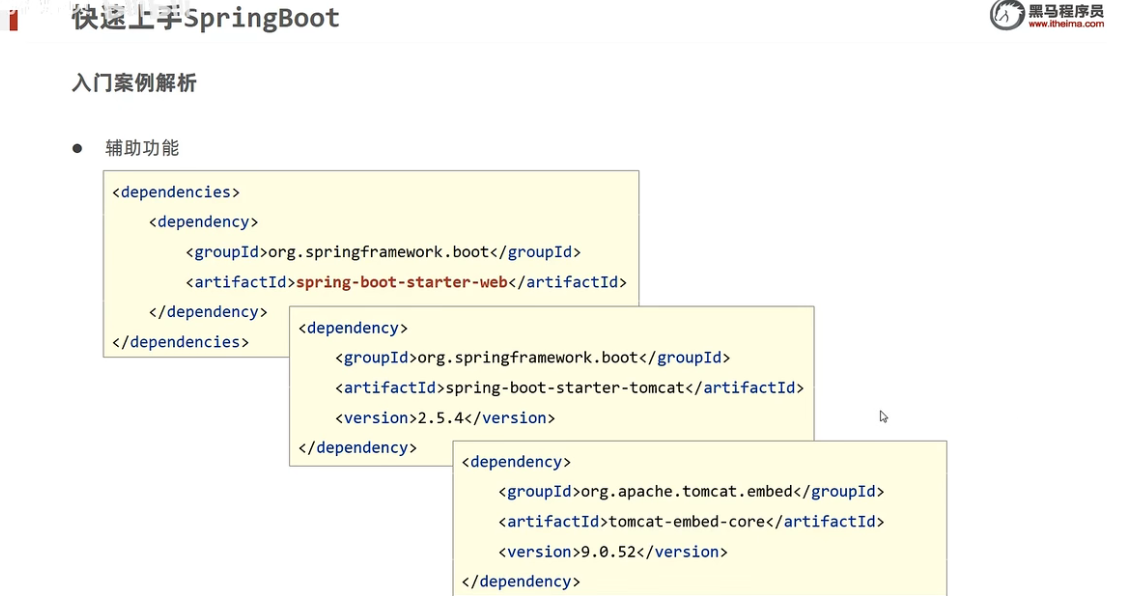 快速上手SpringBoot
黑马程序员
www.itheima.com
入门案例解析
● 辅助功能
<dependencies>
<dependency>
<groupId>org.springframework.boot</groupId>
<artifactId>spring-boot-starter-web</artifactId>
</dependency>
</dependencies>
<dependency>
<groupId>org.springframework.boot</groupId>
<artifactId>spring-boot-starter-tomcat</artifactId>
<version>2.5.4</version>
</dependency>
<dependency>
<groupId>org.apache.tomcat.embed</groupId>
<artifactId>tomcat-embed-core</artifactId>
<version>9.0.52</version>
</dependency>